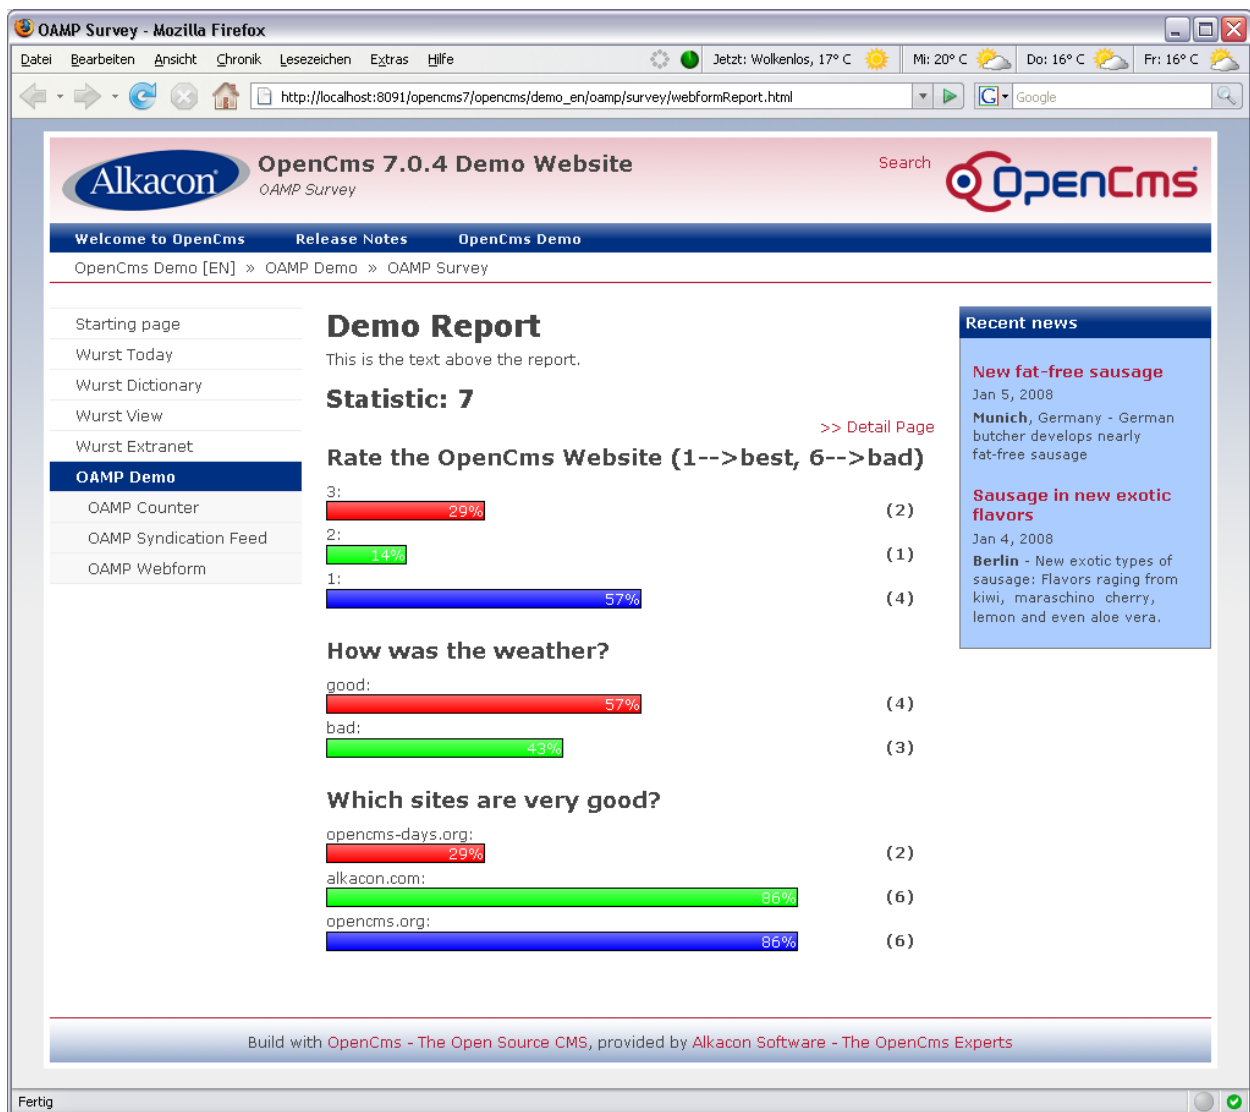 OAMP Survey - Mozilla Firefox
Datei Bearbeiten Ansicht Chronik Lesezeichen Extras Hilfe Jetzt: Wolkenlos, 17° C Mi: 20° C Do: 16° C Fr: 16° C
http://localhost:8091/opencms7/opencms/demo_en/oamp/survey/webformReport.html G Google
Alkacon
OpenCms 7.0.4 Demo Website
OAMP Survey
Search
OpenCms
Welcome to OpenCms Release Notes OpenCms Demo
OpenCms Demo [EN] » OAMP Demo » OAMP Survey
Starting page
Wurst Today
Wurst Dictionary
Wurst View
Wurst Extranet
OAMP Demo
OAMP Counter
OAMP Syndication Feed
OAMP Webform
Demo Report
This is the text above the report.
Statistic: 7
>> Detail Page
Rate the OpenCms Website (1-->best, 6-->bad)
3:
29% (2)
2:
14% (1)
1:
57% (4)
How was the weather?
good:
57% (4)
bad:
43% (3)
Which sites are very good?
opencms-days.org:
29% (2)
alkacon.com:
86% (6)
opencms.org:
86% (6)
Recent news
New fat-free sausage
Jan 5, 2008
Munich, Germany - German
butcher develops nearly
fat-free sausage
Sausage in new exotic
flavors
Jan 4, 2008
Berlin - New exotic types of
sausage: Flavors raging from
kiwi, maraschino cherry,
lemon and even aloe vera.
Build with OpenCms - The Open Source CMS, provided by Alkacon Software - The OpenCms Experts
Fertig